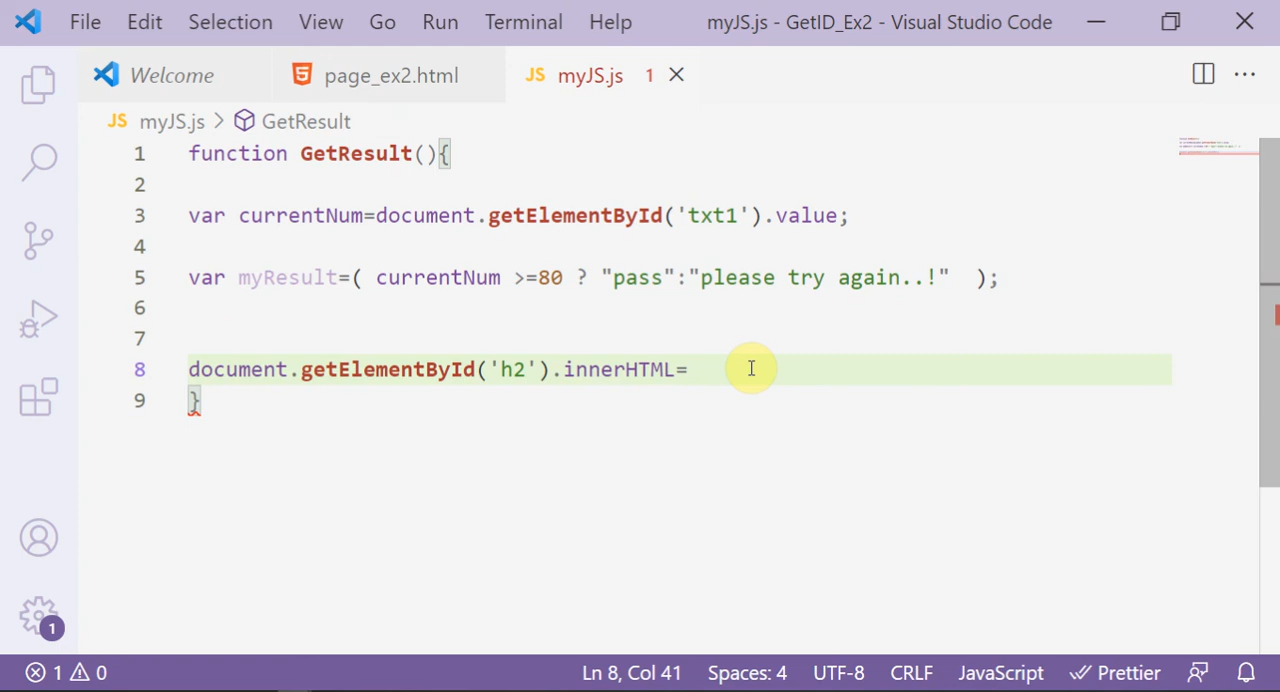 File Edit Selection View Go Run Terminal Help myJS.js - GetID_Ex2 - Visual Studio Code
Welcome page_ex2.html JS myJS.js 1
JS myJS.js > GetResult
1 function GetResult(){
2
3 var currentNum=document.getElementById('txt1').value;
4
5 var myResult=( currentNum >=80 ? "pass":"please try again..!" );
6
7
8 document.getElementById('h2').innerHTML=
9 }
1
1 0 Ln 8, Col 41 Spaces: 4 UTF-8 CRLF JavaScript Prettier